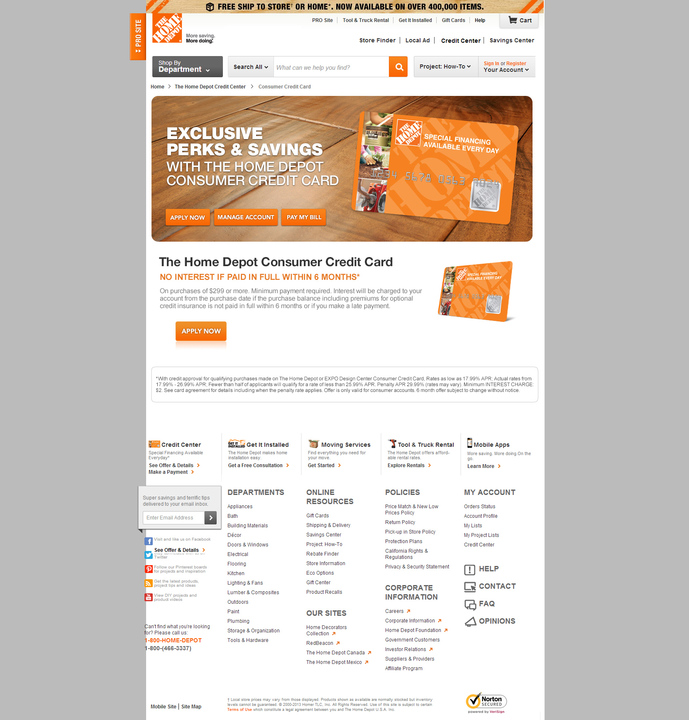 FREE SHIP TO STORE† OR HOME*. NOW AVAILABLE ON OVER 400,000 ITEMS.
PRO SITE
THE HOME DEPOT
More saving.
More doing.
PRO Site
Tool & Truck Rental
Get It Installed
Gift Cards
Help
Cart
Store Finder
Local Ad
Credit Center
Savings Center
Shop By
Department
Search All
What can we help you find?
Project: How-To
Sign In or Register
Your Account
Home > The Home Depot Credit Center > Consumer Credit Card
EXCLUSIVE
PERKS & SAVINGS
WITH THE HOME DEPOT
CONSUMER CREDIT CARD
APPLY NOW
MANAGE ACCOUNT
PAY MY BILL
THE HOME DEPOT
SPECIAL FINANCING
AVAILABLE EVERY DAY
The Home Depot Consumer Credit Card
NO INTEREST IF PAID IN FULL WITHIN 6 MONTHS*
On purchases of $299 or more. Minimum payment required. Interest will be charged to your
account from the purchase date if the purchase balance including premiums for optional
credit insurance is not paid in full within 6 months or if you make a late payment.
APPLY NOW
SPECIAL FINANCING
AVAILABLE EVERY DAY
*With credit approval for qualifying purchases made on The Home Depot or EXPO Design Center Consumer Credit Card. Rates as low as 17.99% APR. Actual rates from
17.99% - 26.99% APR. Fewer than half of applicants will qualify for a rate of less than 25.99% APR. Penalty APR 29.99% (rates may vary). Minimum INTEREST CHARGE
$2. See card agreement for details including when the penalty rate applies. Offer is only valid for consumer accounts. 6 month offer subject to change without notice.
Credit Center
Special Financing Available
Everyday*
See Offer & Details
Make a Payment
Get It Installed
The Home Depot makes home
installation easy.
Get a Free Consultation
Moving Services
Find everything you need for
your move.
Get Started
Tool & Truck Rental
The Home Depot offers afford-
able rental rates.
Explore Rentals
Mobile Apps
More saving. More doing On the
go.
Learn More
Super savings and terrific tips
delivered to your email inbox.
Enter Email Address
Visit and like us on Facebook
See Offer & Details
Twitter
Follow our Pinterest boards
for projects and inspiration
Get the latest products,
project tips and ideas
View DIY projects and
product videos
Can't find what you're looking
for? Please call us:
1-800-HOME-DEPOT
1-800-(466-3337)
DEPARTMENTS
Appliances
Bath
Building Materials
Décor
Doors & Windows
Electrical
Flooring
Kitchen
Lighting & Fans
Lumber & Composites
Outdoors
Paint
Plumbing
Storage & Organization
Tools & Hardware
ONLINE
RESOURCES
Gift Cards
Shipping & Delivery
Savings Center
Project: How-To
Rebate Finder
Store Information
Eco Options
Gift Center
Product Recalls
OUR SITES
Home Decorators
Collection
RedBeacon
The Home Depot Canada
The Home Depot Mexico
POLICIES
Price Match & New Low
Prices Policy
Return Policy
Pick-up in Store Policy
Protection Plans
California Rights &
Regulations
Privacy & Security Statement
CORPORATE
INFORMATION
Careers
Corporate Information
Home Depot Foundation
Government Customers
Investor Relations
Suppliers & Providers
Affiliate Program
MY ACCOUNT
Orders Status
Account Profile
My Lists
My Project Lists
Credit Center
HELP
CONTACT
FAQ
OPINIONS
Mobile Site | Site Map
† Local store prices may vary from those displayed. Products shown as available are normally stocked but inventory
levels cannot be guaranteed. © 2000-2013 Homer TLC, Inc. All Rights Reserved. Use of this site is subject to certain
Terms of Use which constitute a legal agreement between you and The Home Depot U.S.A. Inc.
Norton
SECURED
powered by VeriSign